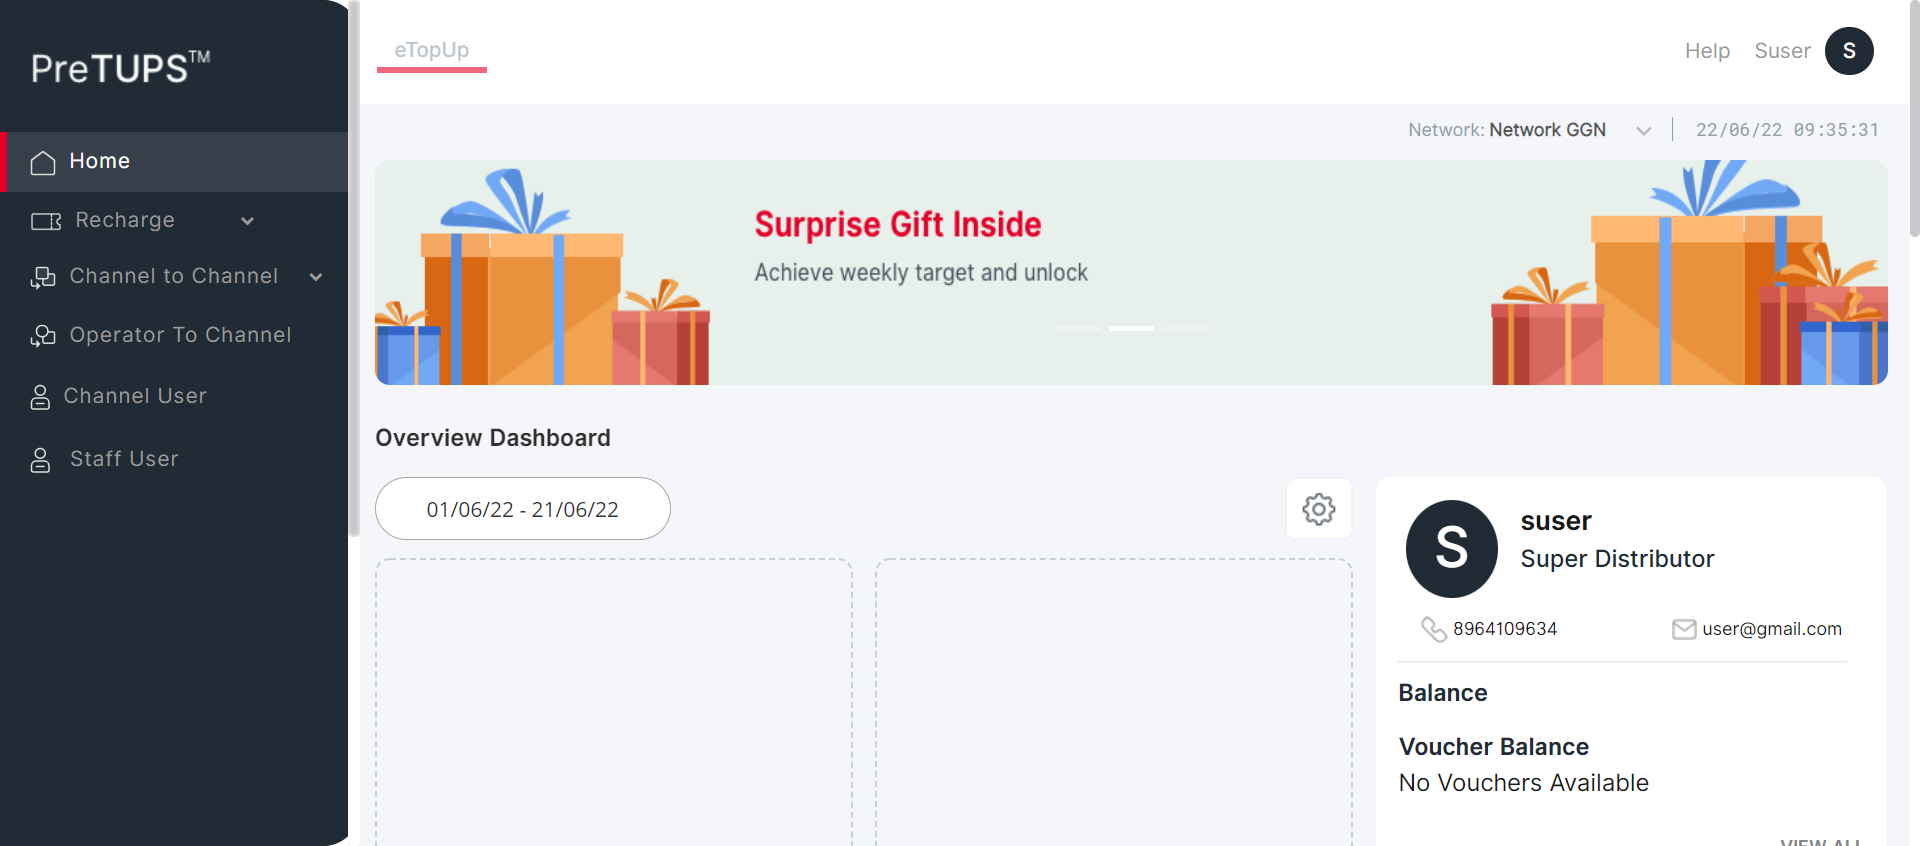 PreTUPS™
eTopUp
Help Suser S
Home
Recharge
Channel to Channel
Operator To Channel
Channel User
Staff User
Network: Network GGN 22/06/22 09:35:31
Surprise Gift Inside
Achieve weekly target and unlock
Overview Dashboard
01/06/22 - 21/06/22
S
suser
Super Distributor
8964109634 user@gmail.com
Balance
Voucher Balance
No Vouchers Available
VIEW ALL